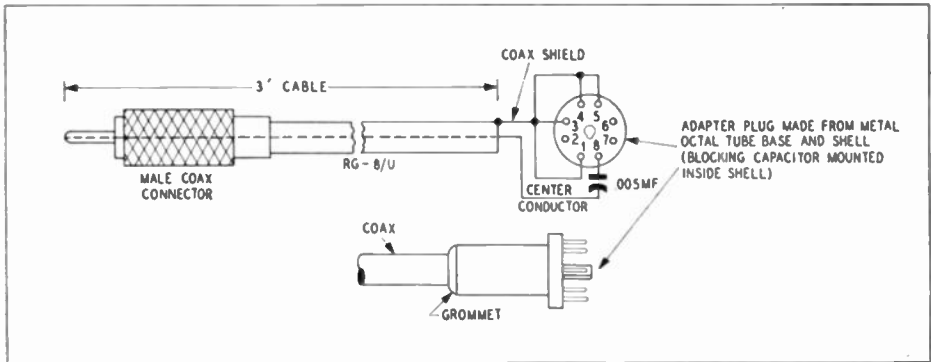 COAX SHIELD
3' CABLE
4 5
3 6
2 7
1 8
ADAPTER PLUG MADE FROM METAL
OCTAL TUBE BASE AND SHELL
(BLOCKING CAPACITOR MOUNTED
INSIDE SHELL)
RG-8/U
MALE COAX
CONNECTOR
CENTER
CONDUCTOR
.005MF
COAX
GROMMET